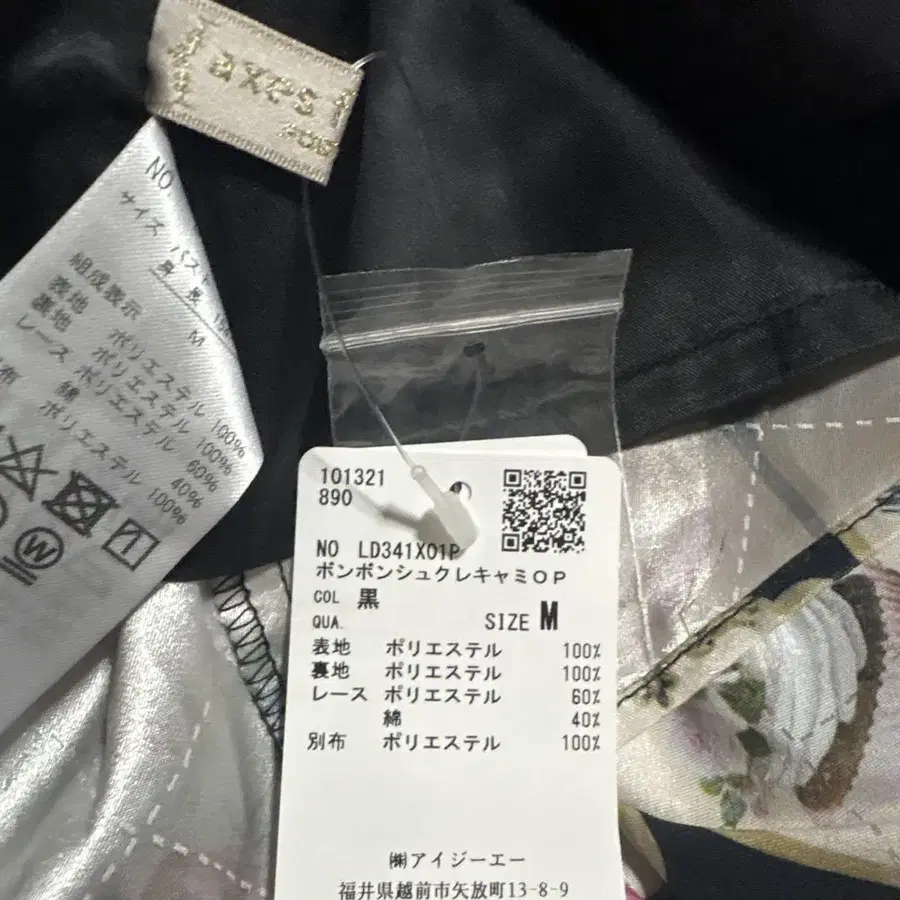 axes
NO.
サイズ バスト
身長
M
組成表示
表地 ポリエステル 100%
裏地 ポリエステル 100%
レース ポリエステル 60%
綿 40%
布 ポリエステル 100%
W
101321
890
NO LD341X01P
ボンボンシュクレキャミOP
COL 黒
QUA. SIZE M
表地 ポリエステル 100%
裏地 ポリエステル 100%
レース ポリエステル 60%
綿 40%
別布 ポリエステル 100%
㈱アイジーエー
福井県越前市矢放町13-8-9